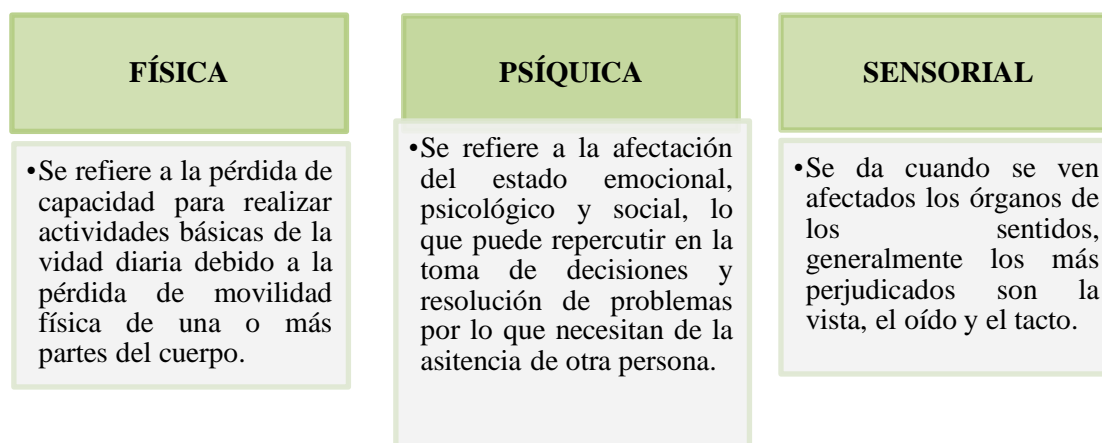 FÍSICA
•Se refiere a la pérdida de
capacidad para realizar
actividades básicas de la
vidad diaria debido a la
pérdida de movilidad
física de una o más
partes del cuerpo.
PSÍQUICA
•Se refiere a la afectación
del estado emocional,
psicológico y social, lo
que puede repercutir en la
toma de decisiones y
resolución de problemas
por lo que necesitan de la
asitencia de otra persona.
SENSORIAL
•Se da cuando se ven
afectados los órganos de
los sentidos,
generalmente los más
perjudicados son la
vista, el oído y el tacto.